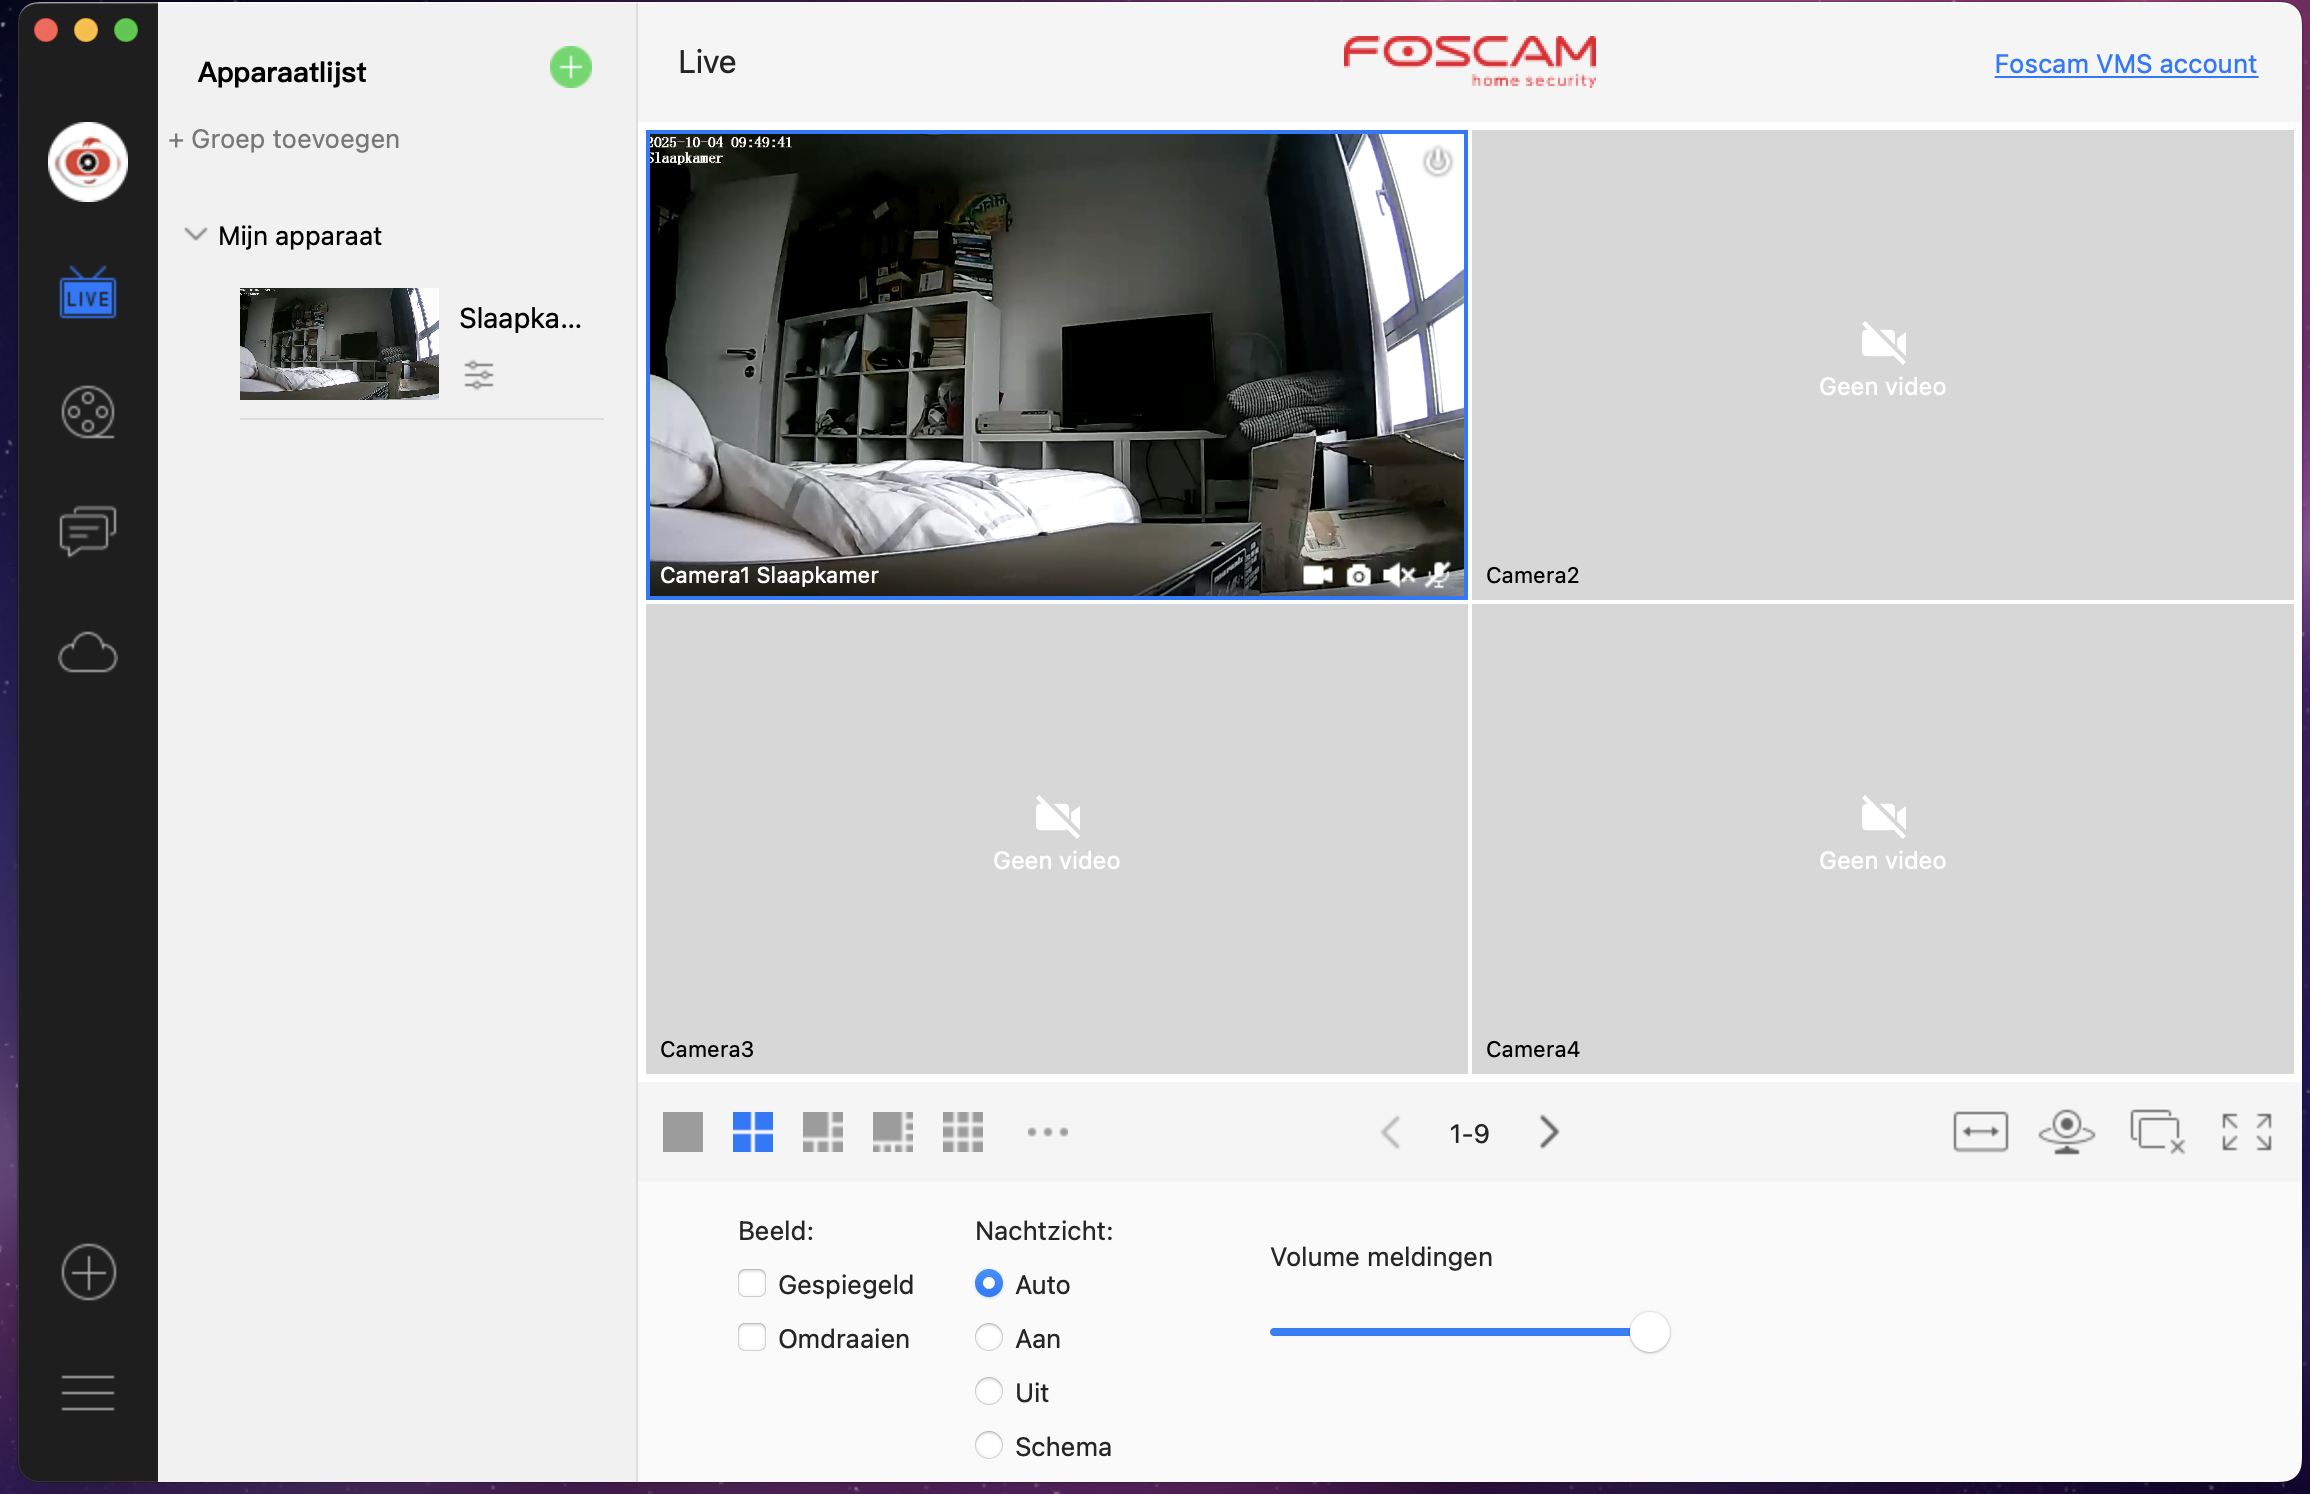 Apparaatlijst
+ Groep toevoegen
Mijn apparaat
Slaapka...
LIVE
Live
FOSCAM
home security
Foscam VMS account
2025-10-04 09:49:41
Slaapkamer
Camera1 Slaapkamer
Geen video
Camera2
Geen video
Camera3
Geen video
Camera4
1-9
Beeld:
Gespiegeld
Omdraaien
Nachtzicht:
Auto
Aan
Uit
Schema
Volume meldingen